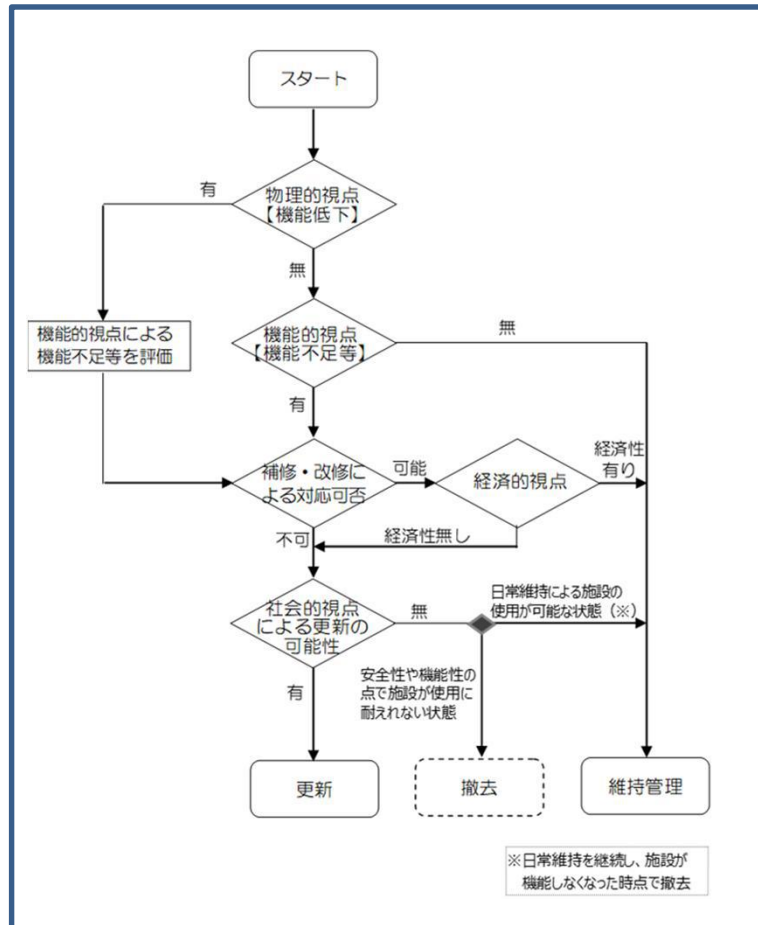 スタート
有
物理的視点
【機能低下】
無
機能的視点による
機能不足等を評価
機能的視点
【機能不足等】
無
有
補修・改修に
よる対応可否
可能
経済的視点
経済性
有り
不可
経済性無し
社会的視点
による更新の
可能性
無
日常維持による施設の
使用が可能な状態（※）
有
安全性や機能性の
点で施設が使用に
耐えれない状態
更新
撤去
維持管理
※日常維持を継続し、施設が
機能しなくなった時点で撤去